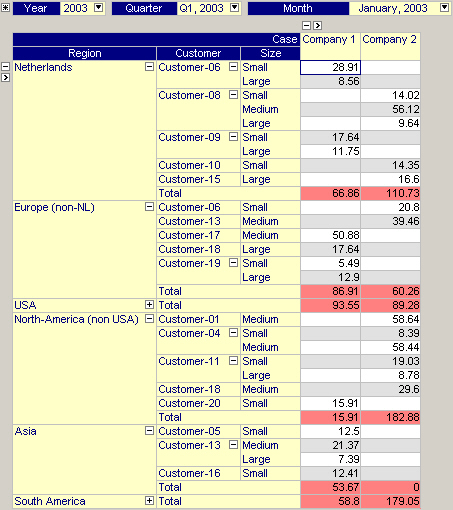 Year 2003 Quarter Q1, 2003 Month January, 2003
Case Company 1 Company 2
Region Customer Size
Netherlands Customer-06 Small 28.91
Large 8.56
Customer-08 Small 14.02
Medium 56.12
Large 9.64
Customer-09 Small 17.64
Large 11.75
Customer-10 Small 14.35
Customer-15 Large 16.6
Total 66.86 110.73
Europe (non-NL) Customer-06 Small 20.8
Customer-13 Medium 39.46
Customer-17 Medium 50.88
Customer-18 Large 17.64
Customer-19 Small 5.49
Large 12.9
Total 86.91 60.26
USA Total 93.55 89.28
North-America (non USA) Customer-01 Medium 58.64
Customer-04 Small 8.39
Medium 58.44
Customer-11 Small 19.03
Large 8.78
Customer-18 Medium 29.6
Customer-20 Small 15.91
Total 15.91 182.88
Asia Customer-05 Small 12.5
Customer-13 Medium 21.37
Large 7.39
Customer-16 Small 12.41
Total 53.67 0
South America Total 58.8 179.05